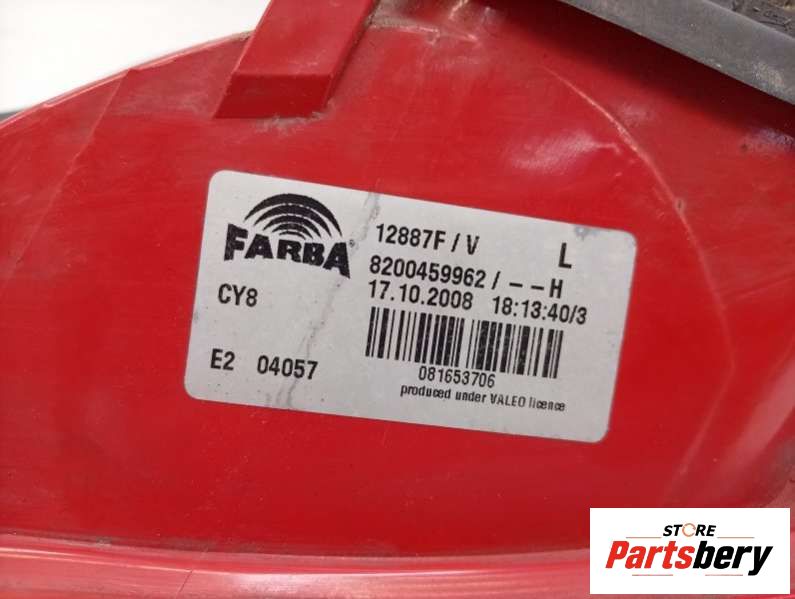 FARBA
12887F / V L
8200459962 / – – H
17.10.2008 18:13:40/3
CY8
081653706
E2 04057
produced under VALEO licence
STORE
Partsbery